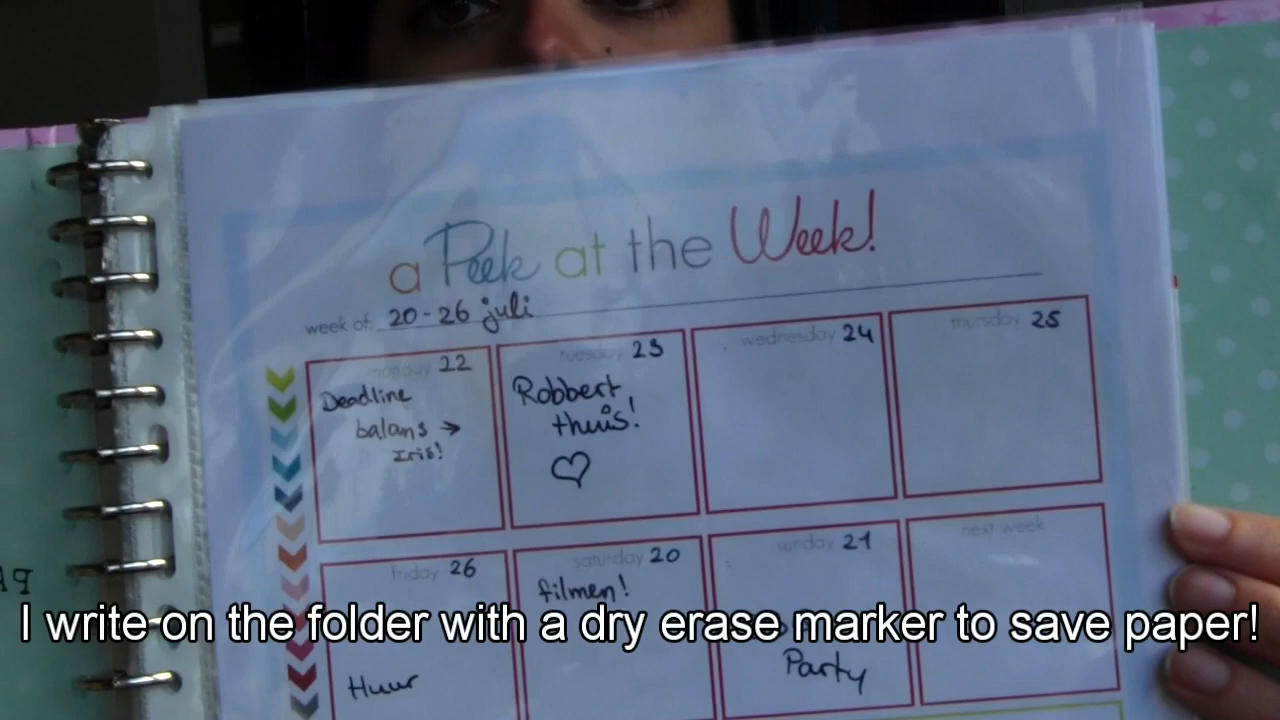 a Peek at the Week!
week of: 20-26 juli
monday 22
Deadline
balans →
Iris!
tuesday 23
Robbert
thuis!
♡
wednesday 24
thursday 25
friday 26
Huur
saturday 20
filmen!
sunday 21
Party
next week
I write on the folder with a dry erase marker to save paper!